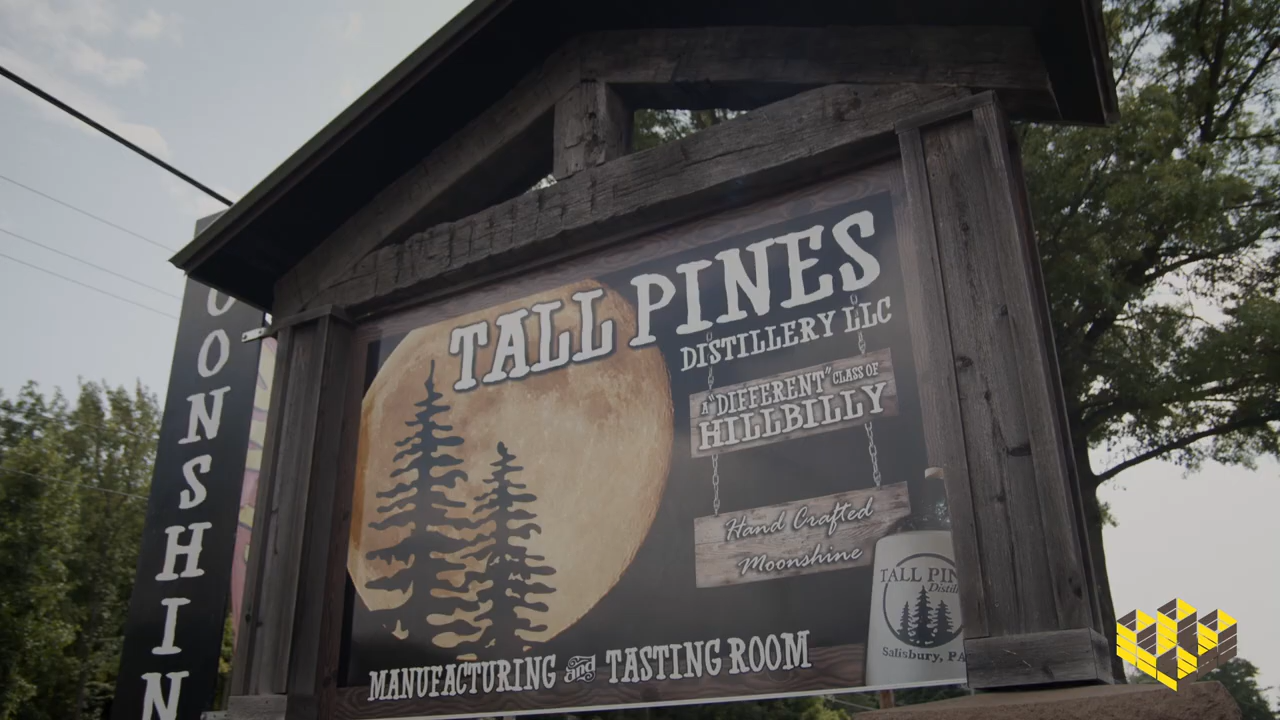 OONSHIN
TALL PINES
DISTILLERY LLC
A "DIFFERENT" CLASS OF
HILLBILLY
Hand Crafted
Moonshine
TALL PIN
Distill
Salisbury, PA
MANUFACTURING and TASTING ROOM